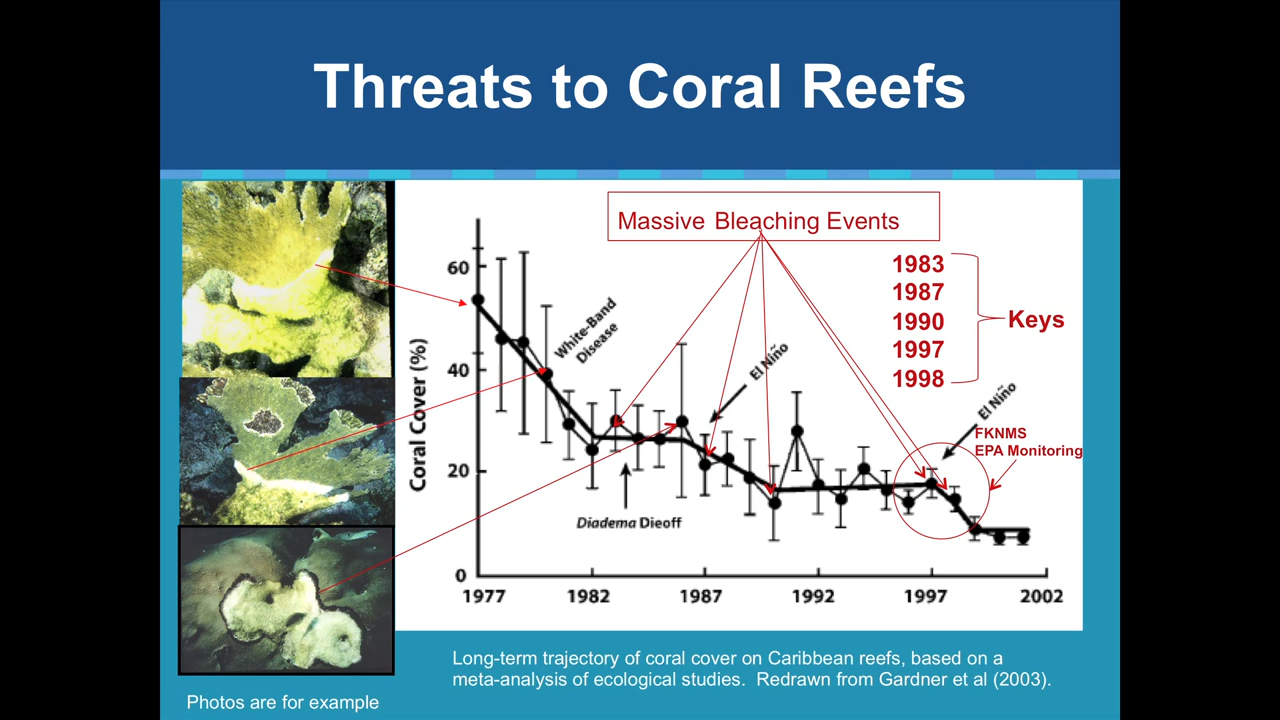 Threats to Coral Reefs
Massive Bleaching Events
1983
1987
1990
1997
1998
Keys
60
40
20
0
Coral Cover (%)
White-Band
Disease
El Niño
El Niño
FKNMS
EPA Monitoring
Diadema Dieoff
1977
1982
1987
1992
1997
2002
Long-term trajectory of coral cover on Caribbean reefs, based on a
meta-analysis of ecological studies. Redrawn from Gardner et al (2003).
Photos are for example